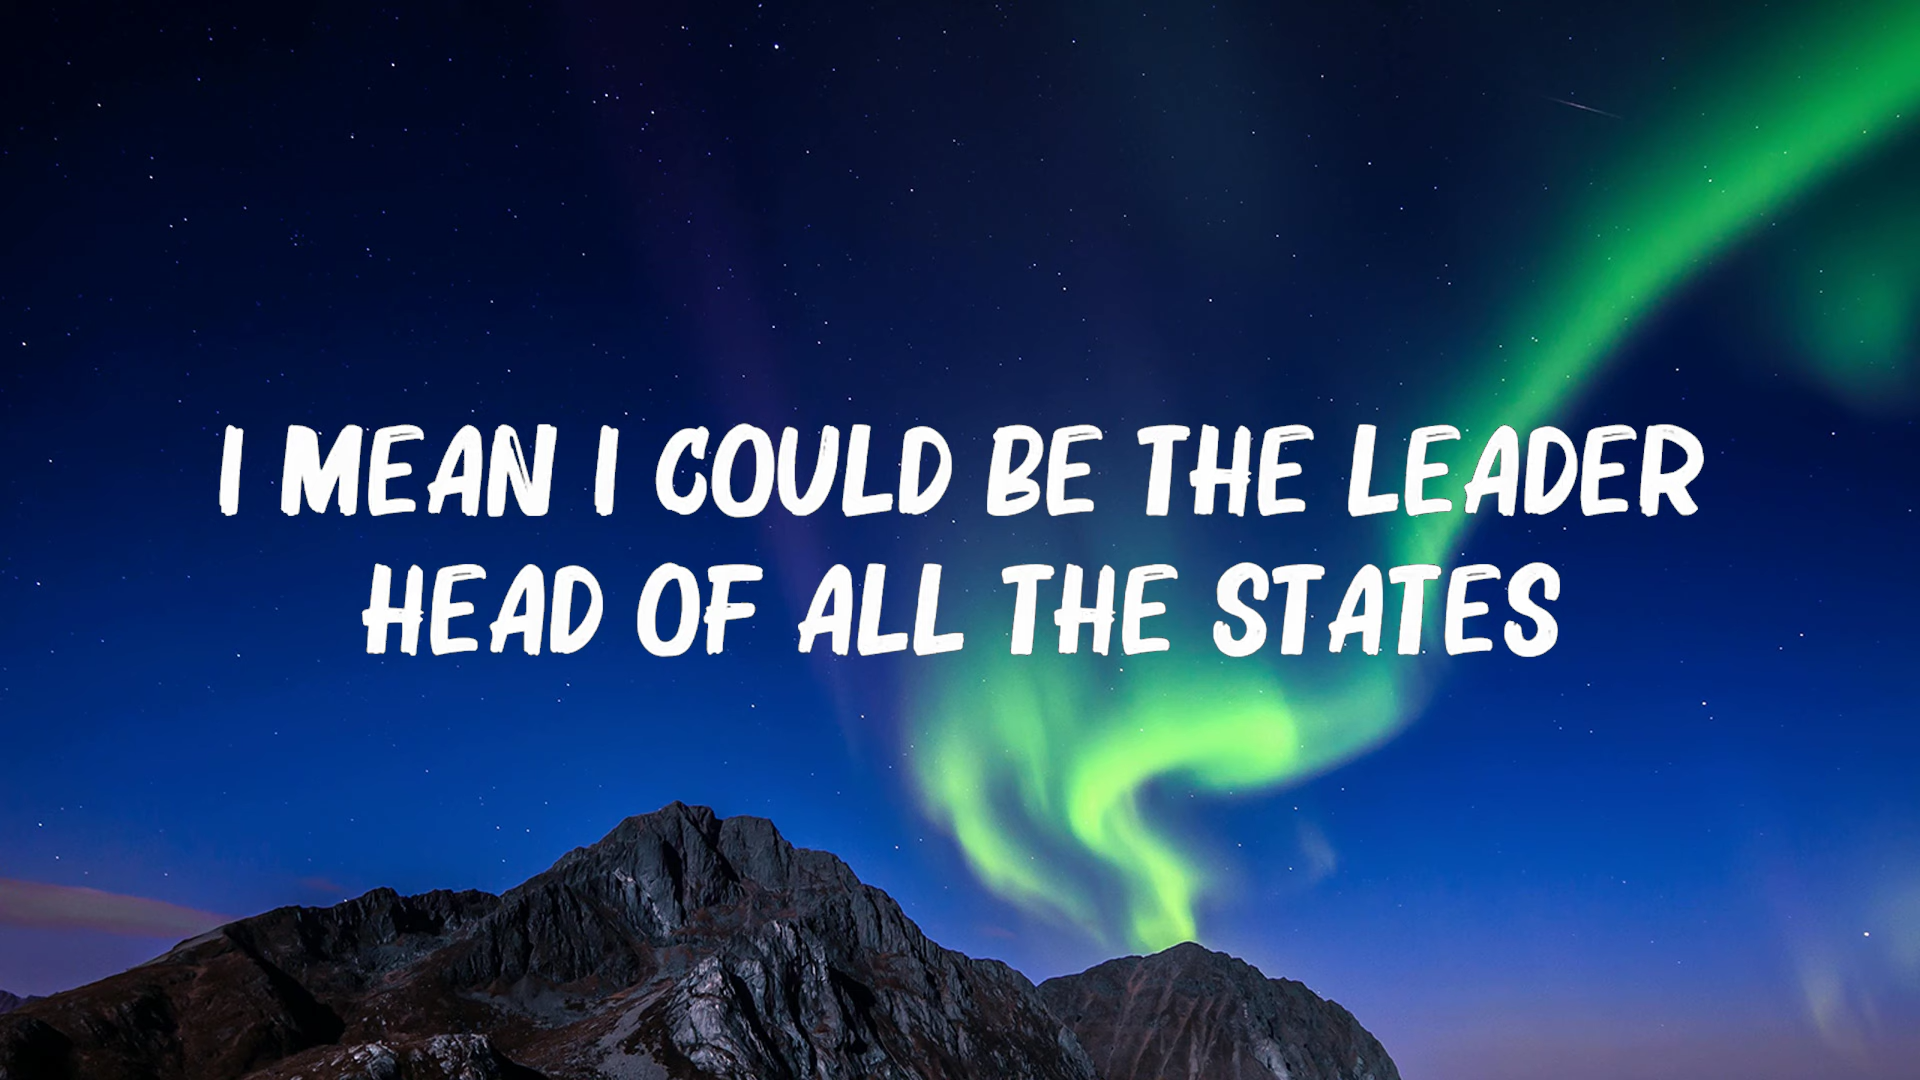 I MEAN I COULD BE THE LEADER
HEAD OF ALL THE STATES